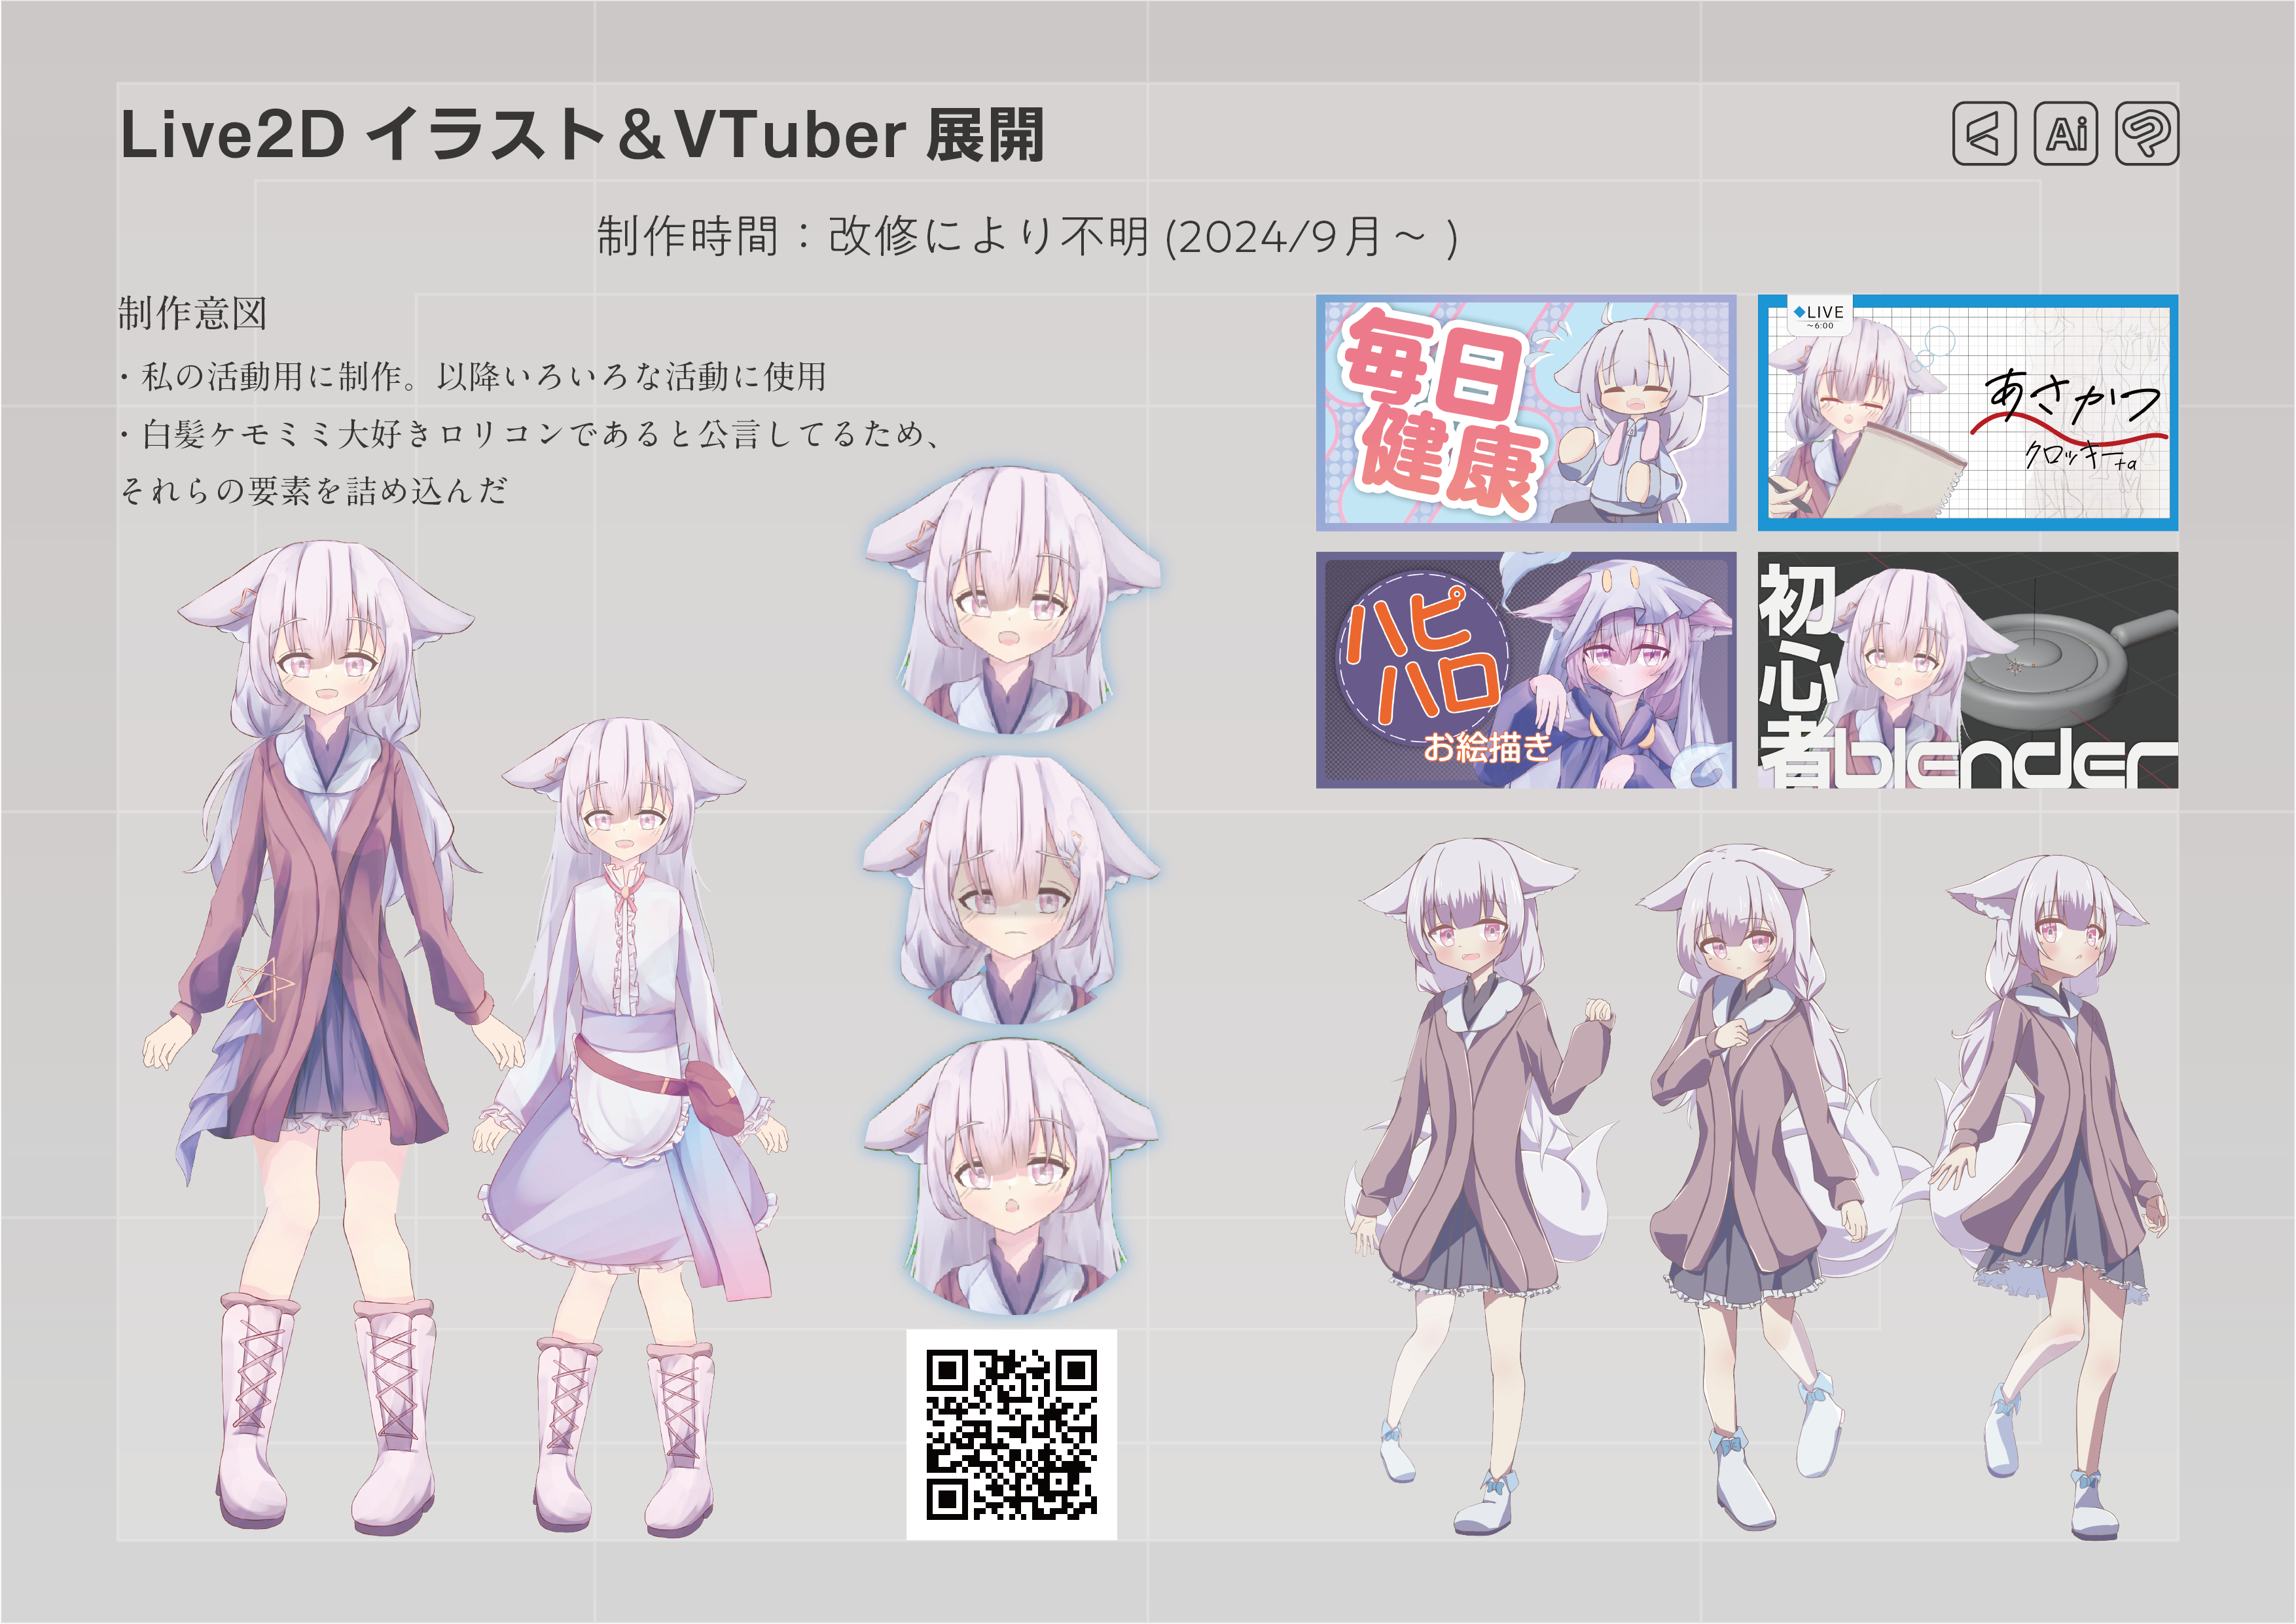 Live2D イラスト＆VTuber 展開
Ai
制作時間：改修により不明 (2024/9月～ )
制作意図
・私の活動用に制作。以降いろいろな活動に使用
・白髪ケモミミ大好きロリコンであると公言してるため、
それらの要素を詰め込んだ
毎日
健康
LIVE
～6:00
あさかつ
クロッキー+α
ハピ
ハロ
お絵描き
初心者
blender